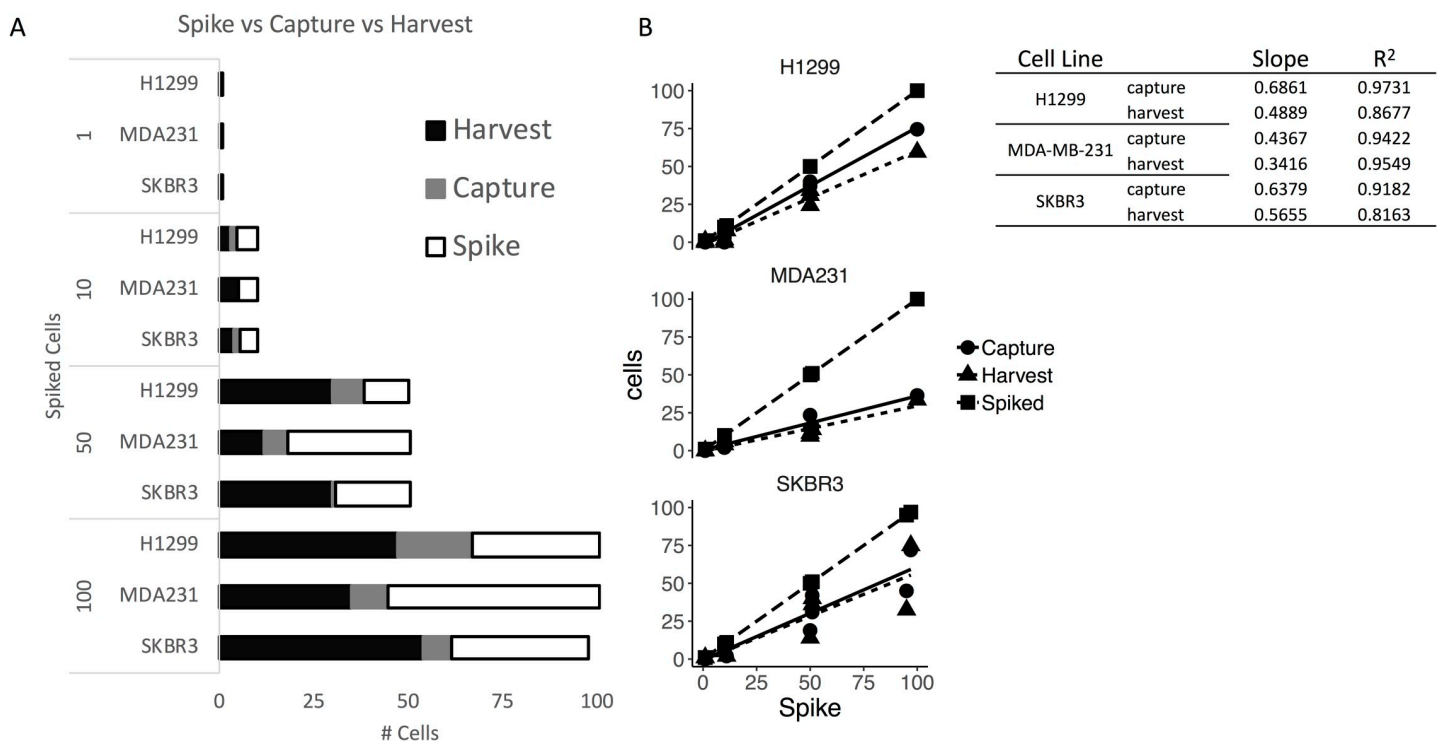 A
Spike vs Capture vs Harvest
Spiked Cells
1
H1299
MDA231
SKBR3
10
H1299
MDA231
SKBR3
50
H1299
MDA231
SKBR3
100
H1299
MDA231
SKBR3
0 25 50 75 100
# Cells
Harvest
Capture
Spike
B
cells
H1299
100
75
50
25
0
MDA231
100
75
50
25
0
SKBR3
100
75
50
25
0
0 25 50 75 100
Spike
Capture
Harvest
Spiked
Cell Line Slope R²
H1299 capture 0.6861 0.9731
harvest 0.4889 0.8677
MDA-MB-231 capture 0.4367 0.9422
harvest 0.3416 0.9549
SKBR3 capture 0.6379 0.9182
harvest 0.5655 0.8163